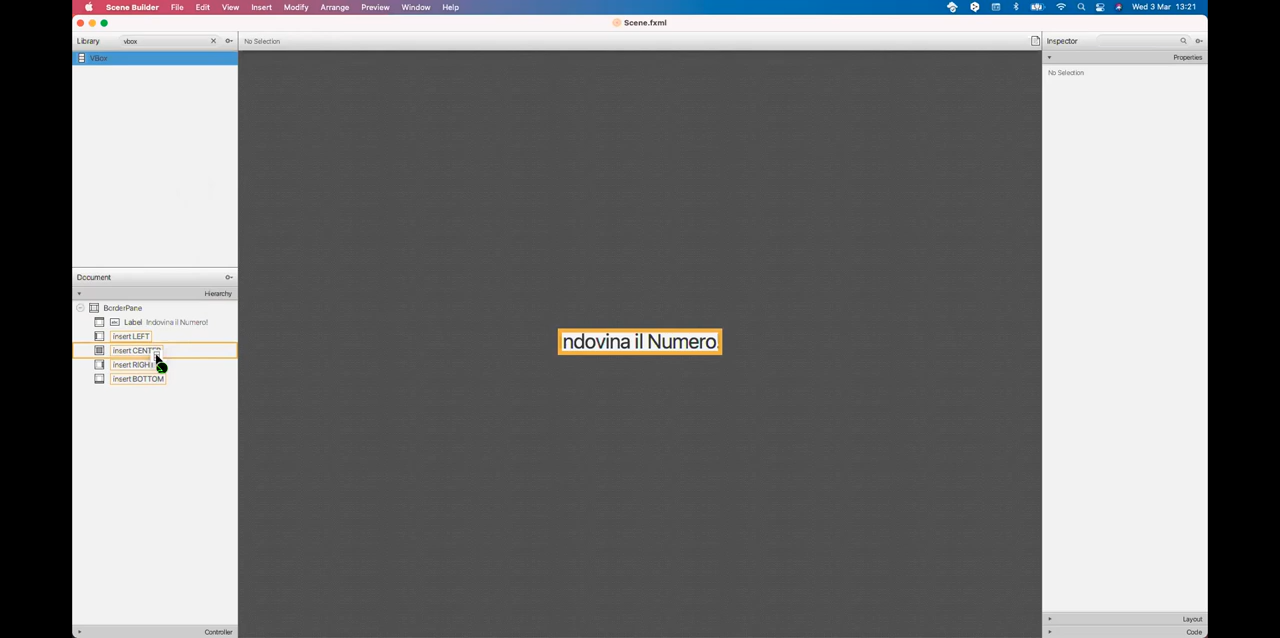 Scene Builder File Edit View Insert Modify Arrange Preview Window Help Wed 3 Mar 13:21
Scene.fxml
Library vbox No Selection Inspector
VBox Properties
No Selection
Document
Hierarchy
BorderPane
Label Indovina il Numero!
insert LEFT
ndovina il Numero
insert CENTER
insert RIGHT
insert BOTTOM
Layout
Controller Code